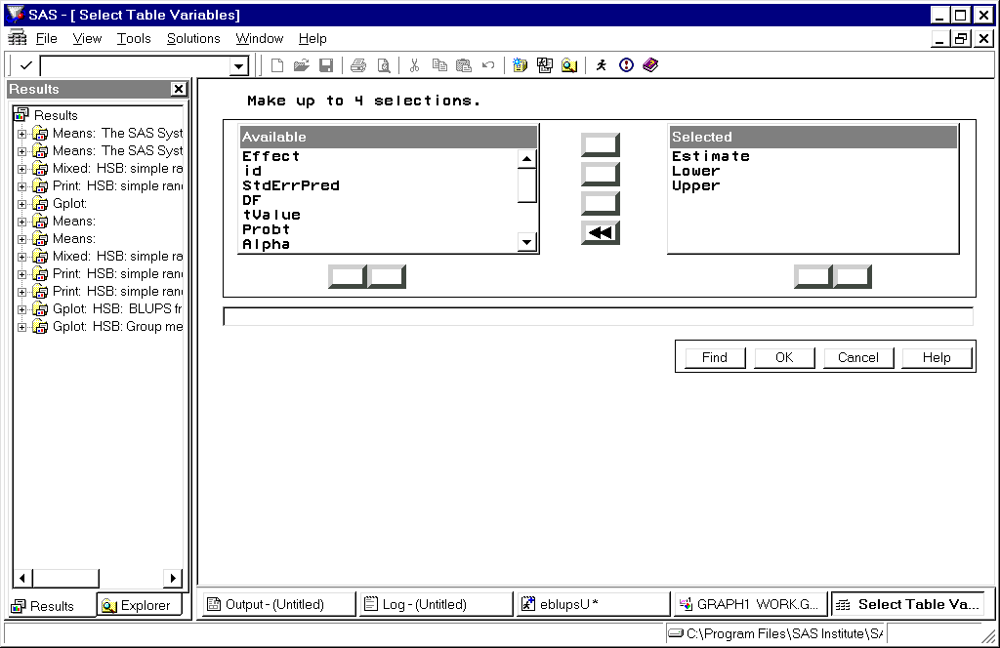 SAS - [ Select Table Variables]
File View Tools Solutions Window Help
Results
Results
Means: The SAS Syst
Means: The SAS Syst
Mixed: HSB: simple ra
Print: HSB: simple ran
Gplot:
Means:
Means:
Mixed: HSB: simple ra
Print: HSB: simple ran
Print: HSB: simple ran
Gplot: HSB: BLUPS fr
Gplot: HSB: Group me
Results Explorer
Make up to 4 selections.
Available
Effect
id
StdErrPred
DF
tValue
Probt
Alpha
Selected
Estimate
Lower
Upper
Find OK Cancel Help
Output - (Untitled) Log - (Untitled) eblupsU * GRAPH1 WORK.G... Select Table Va...
C:\Program Files\SAS Institute\SA